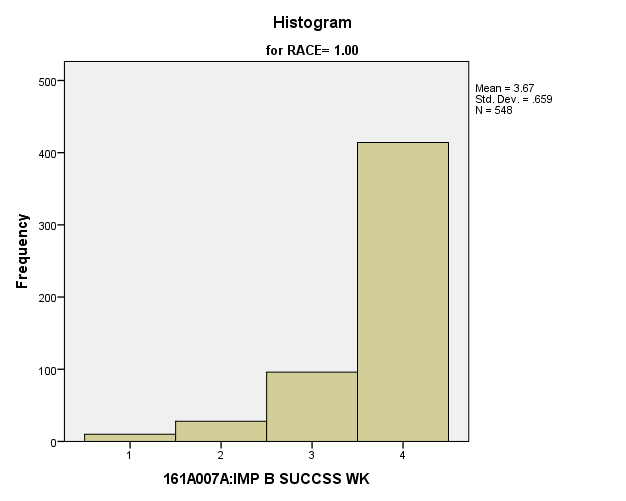 Histogram
for RACE= 1.00
Mean = 3.67
Std. Dev. = .659
N = 548
500
400
300
200
100
0
Frequency
1 2 3 4
161A007A:IMP B SUCCSS WK